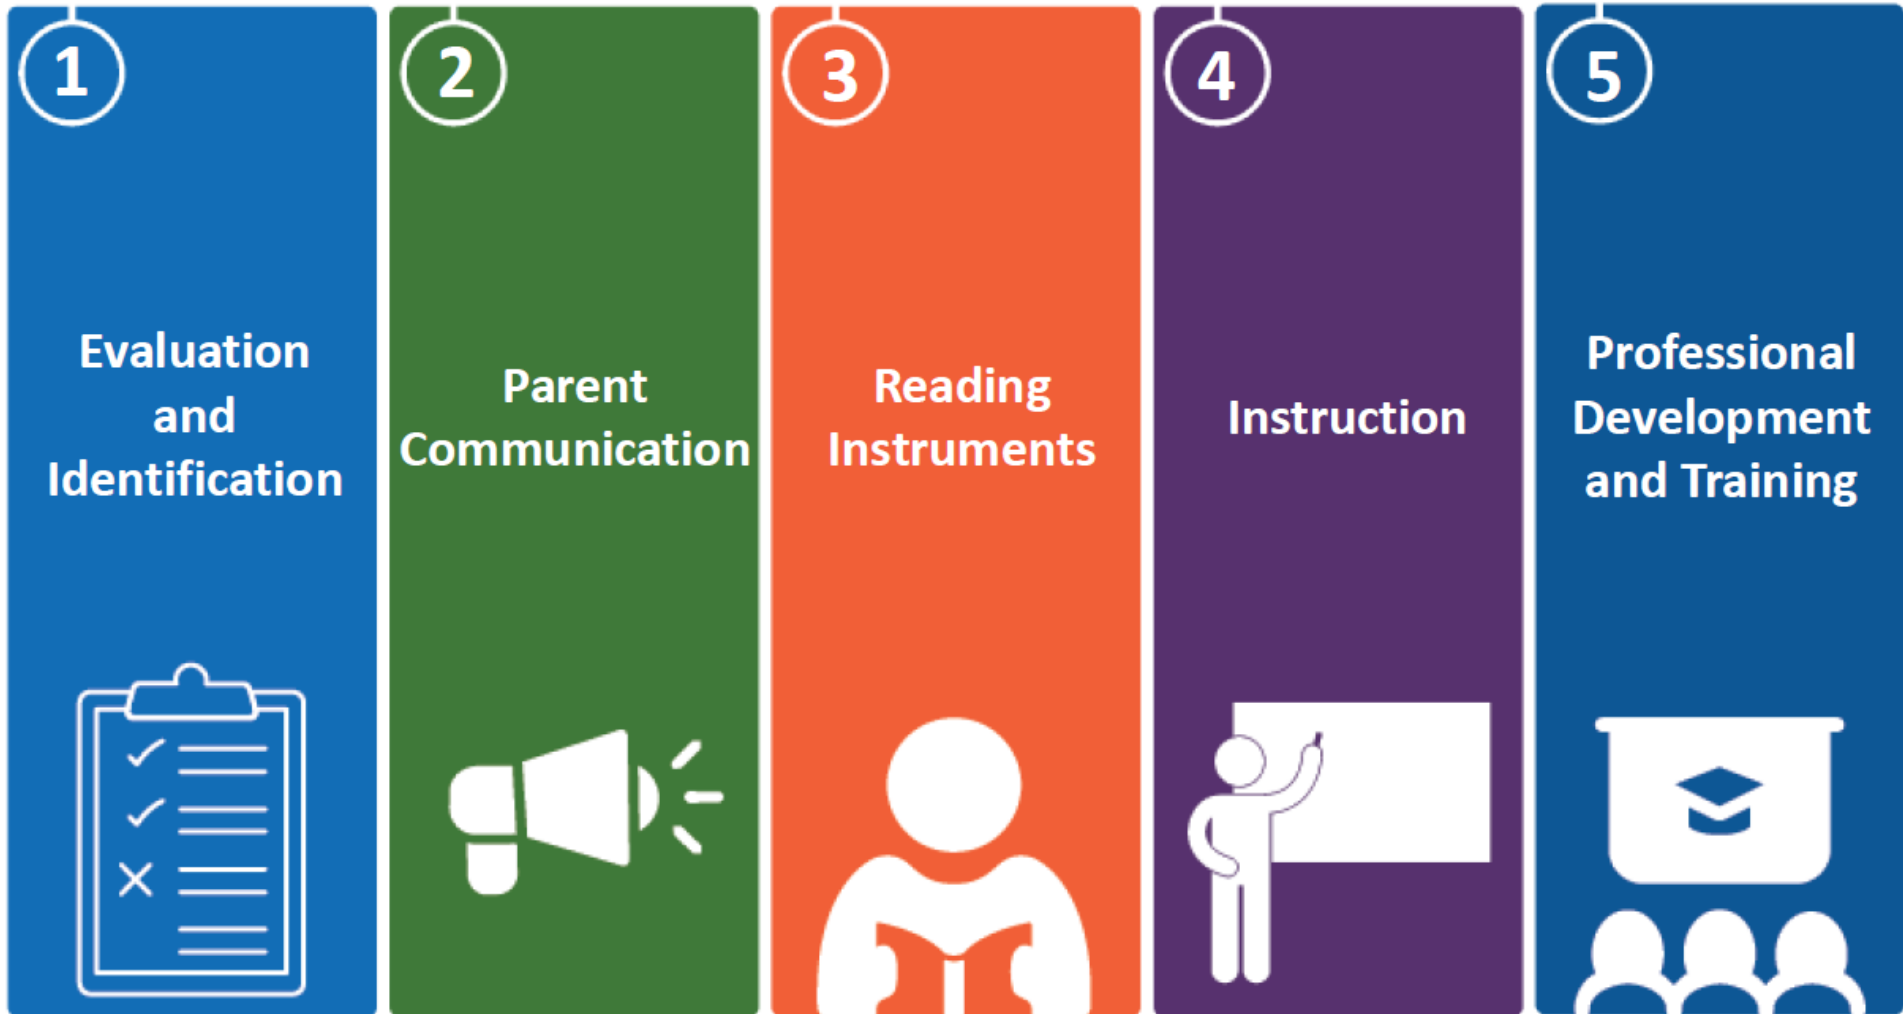 1
Evaluation
and
Identification
2
Parent
Communication
3
Reading
Instruments
4
Instruction
5
Professional
Development
and Training